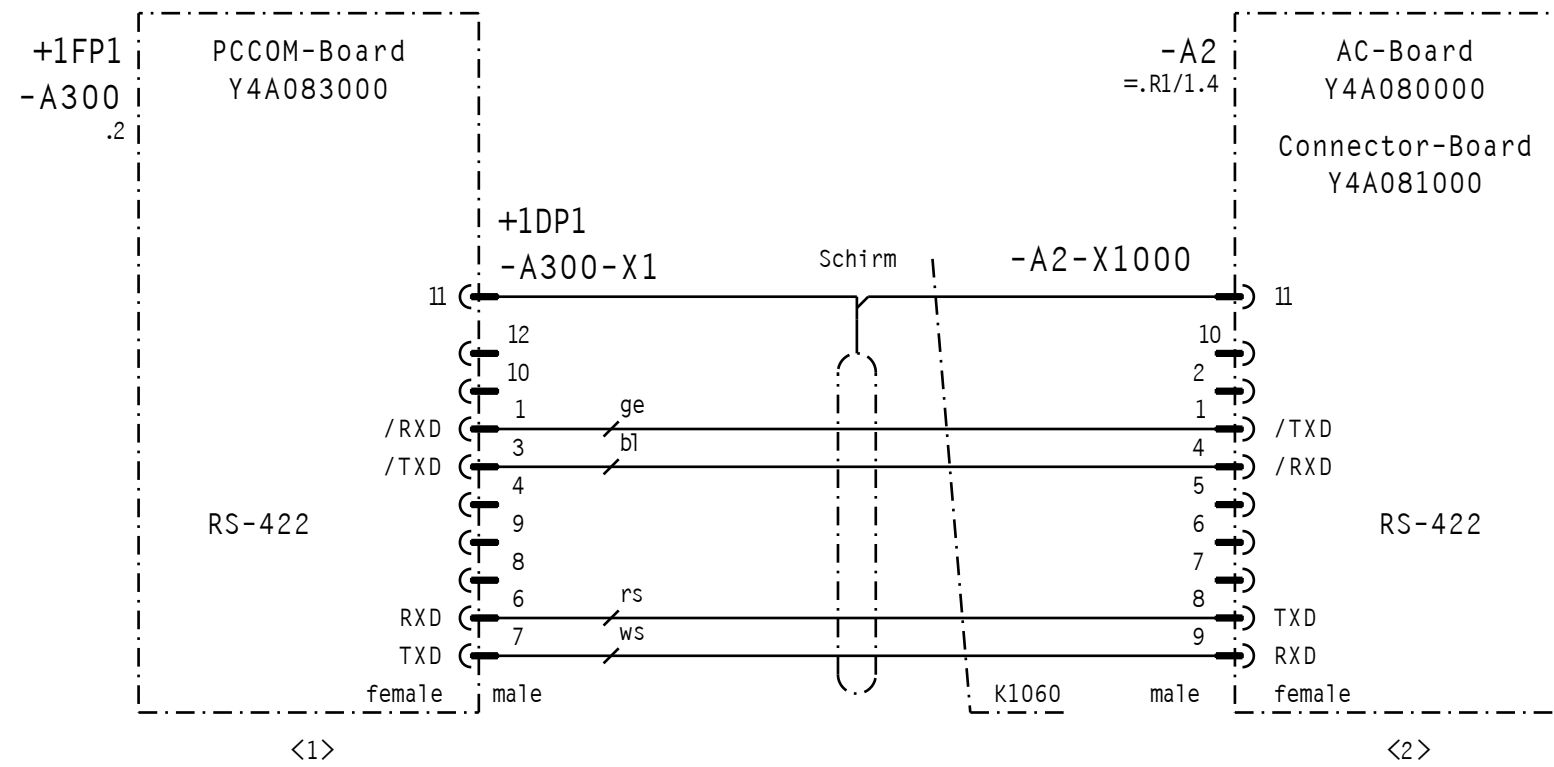 +1FP1
-A300
.2
PCCOM-Board
Y4A083000
-A2
=.R1/1.4
AC-Board
Y4A080000
Connector-Board
Y4A081000
+1DP1
-A300-X1
Schirm
-A2-X1000
11
11
12
10
10
2
1
ge
1
/RXD
/TXD
3
bl
4
/TXD
/RXD
4
5
RS-422
9
6
RS-422
8
7
6
rs
8
RXD
TXD
7
ws
9
TXD
RXD
female
male
K1060
male
female
<1>
<2>